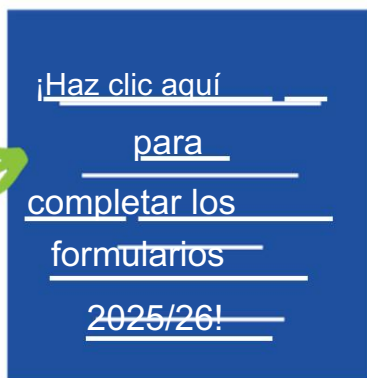 ¡Haz clic aquí
para
completar los
formularios
2025/26!